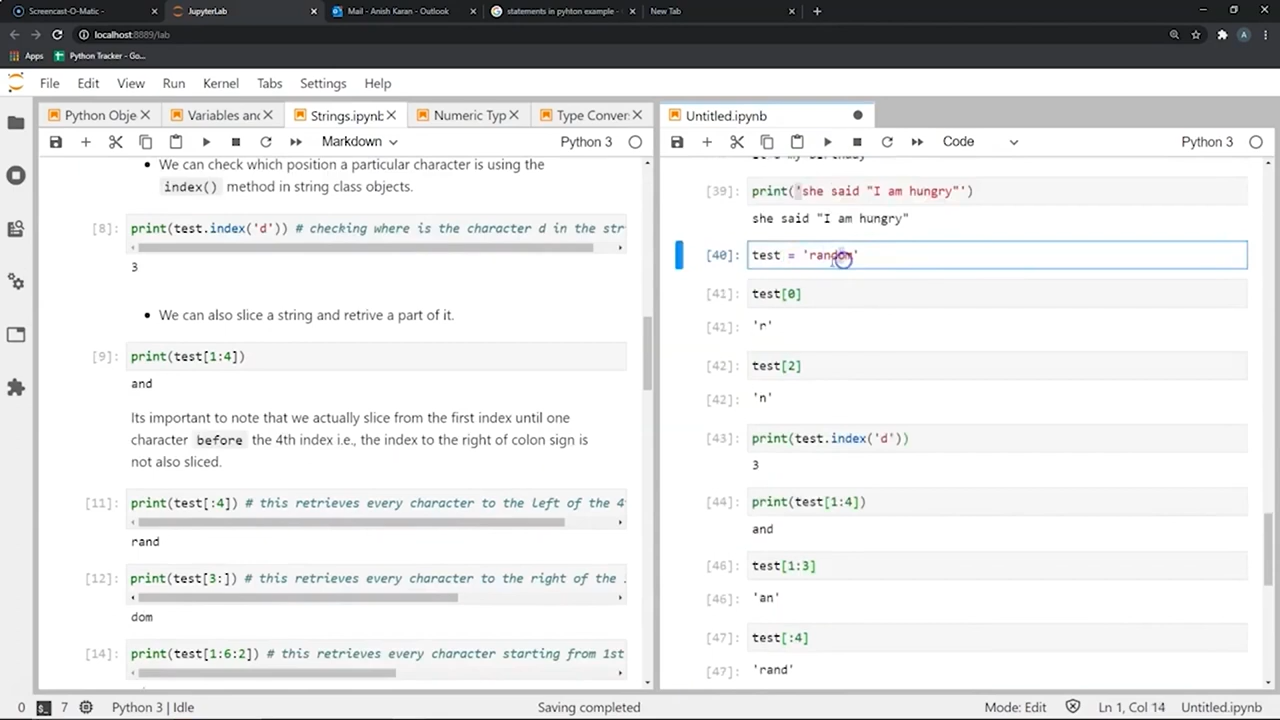 Screencast-O-Matic - 
JupyterLab
Mail - Anish Karan - Outlook
statements in pyhton example - 
New Tab
localhost:8889/lab
Apps
Python Tracker - Go...
File Edit View Run Kernel Tabs Settings Help
Python Obje
Variables and
Strings.ipynb
Numeric Typ
Type Conver
Untitled.ipynb
Markdown
Python 3
Code
Python 3
• We can check which position a particular character is using the
index() method in string class objects.
[8]: print(test.index('d')) # checking where is the character d in the str
3
• We can also slice a string and retrive a part of it.
[9]: print(test[1:4])
and
Its important to note that we actually slice from the first index until one
character before the 4th index i.e., the index to the right of colon sign is
not also sliced.
[11]: print(test[:4]) # this retrieves every character to the left of the 4
rand
[12]: print(test[3:]) # this retrieves every character to the right of the
dom
[14]: print(test[1:6:2]) # this retrieves every character starting from 1st
It's my birthday
[39]: print('she said "I am hungry"')
she said "I am hungry"
[40]: test = 'random'
[41]: test[0]
[41]: 'r'
[42]: test[2]
[42]: 'n'
[43]: print(test.index('d'))
3
[44]: print(test[1:4])
and
[46]: test[1:3]
[46]: 'an'
[47]: test[:4]
[47]: 'rand'
0
7
Python 3 | Idle
Saving completed
Mode: Edit
Ln 1, Col 14
Untitled.ipynb